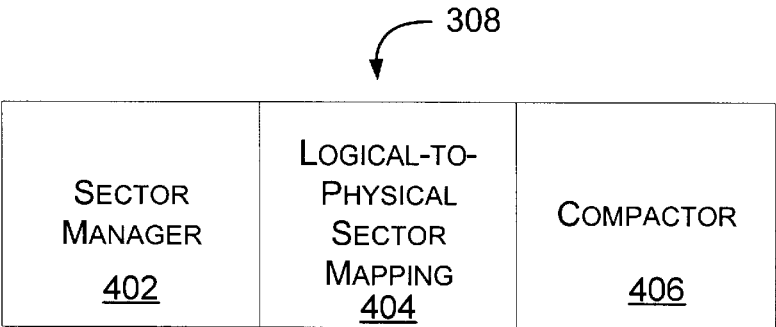 308
SECTOR
MANAGER
402
LOGICAL-TO-
PHYSICAL
SECTOR
MAPPING
404
COMPACTOR
406